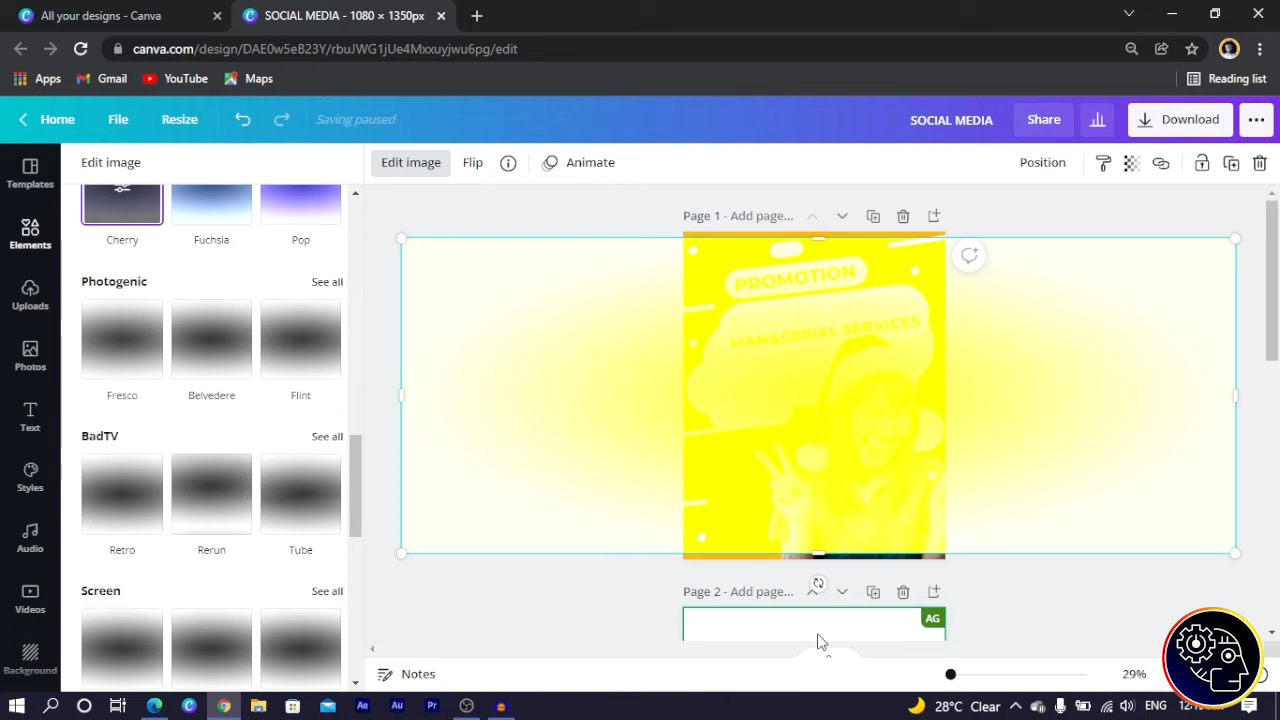 All your designs - Canva
SOCIAL MEDIA - 1080 × 1350px
canva.com/design/DAE0w5eB23Y/rbuJWG1jUe4Mxxuyjwu6pg/edit
Apps
Gmail
YouTube
Maps
Reading list
Home
File
Resize
Saving paused
SOCIAL MEDIA
Share
Download
Templates
Elements
Uploads
Photos
Text
Styles
Audio
Videos
Background
Edit image
Cherry
Fuchsia
Pop
Photogenic
See all
Fresco
Belvedere
Flint
BadTV
See all
Retro
Rerun
Tube
Screen
See all
Edit image
Flip
Animate
Position
Page 1 - Add page...
PROMOTION
MANAGERIAL SERVICES
Page 2 - Add page...
AG
Notes
29%
Ae
Au
Pr
28°C Clear
ENG